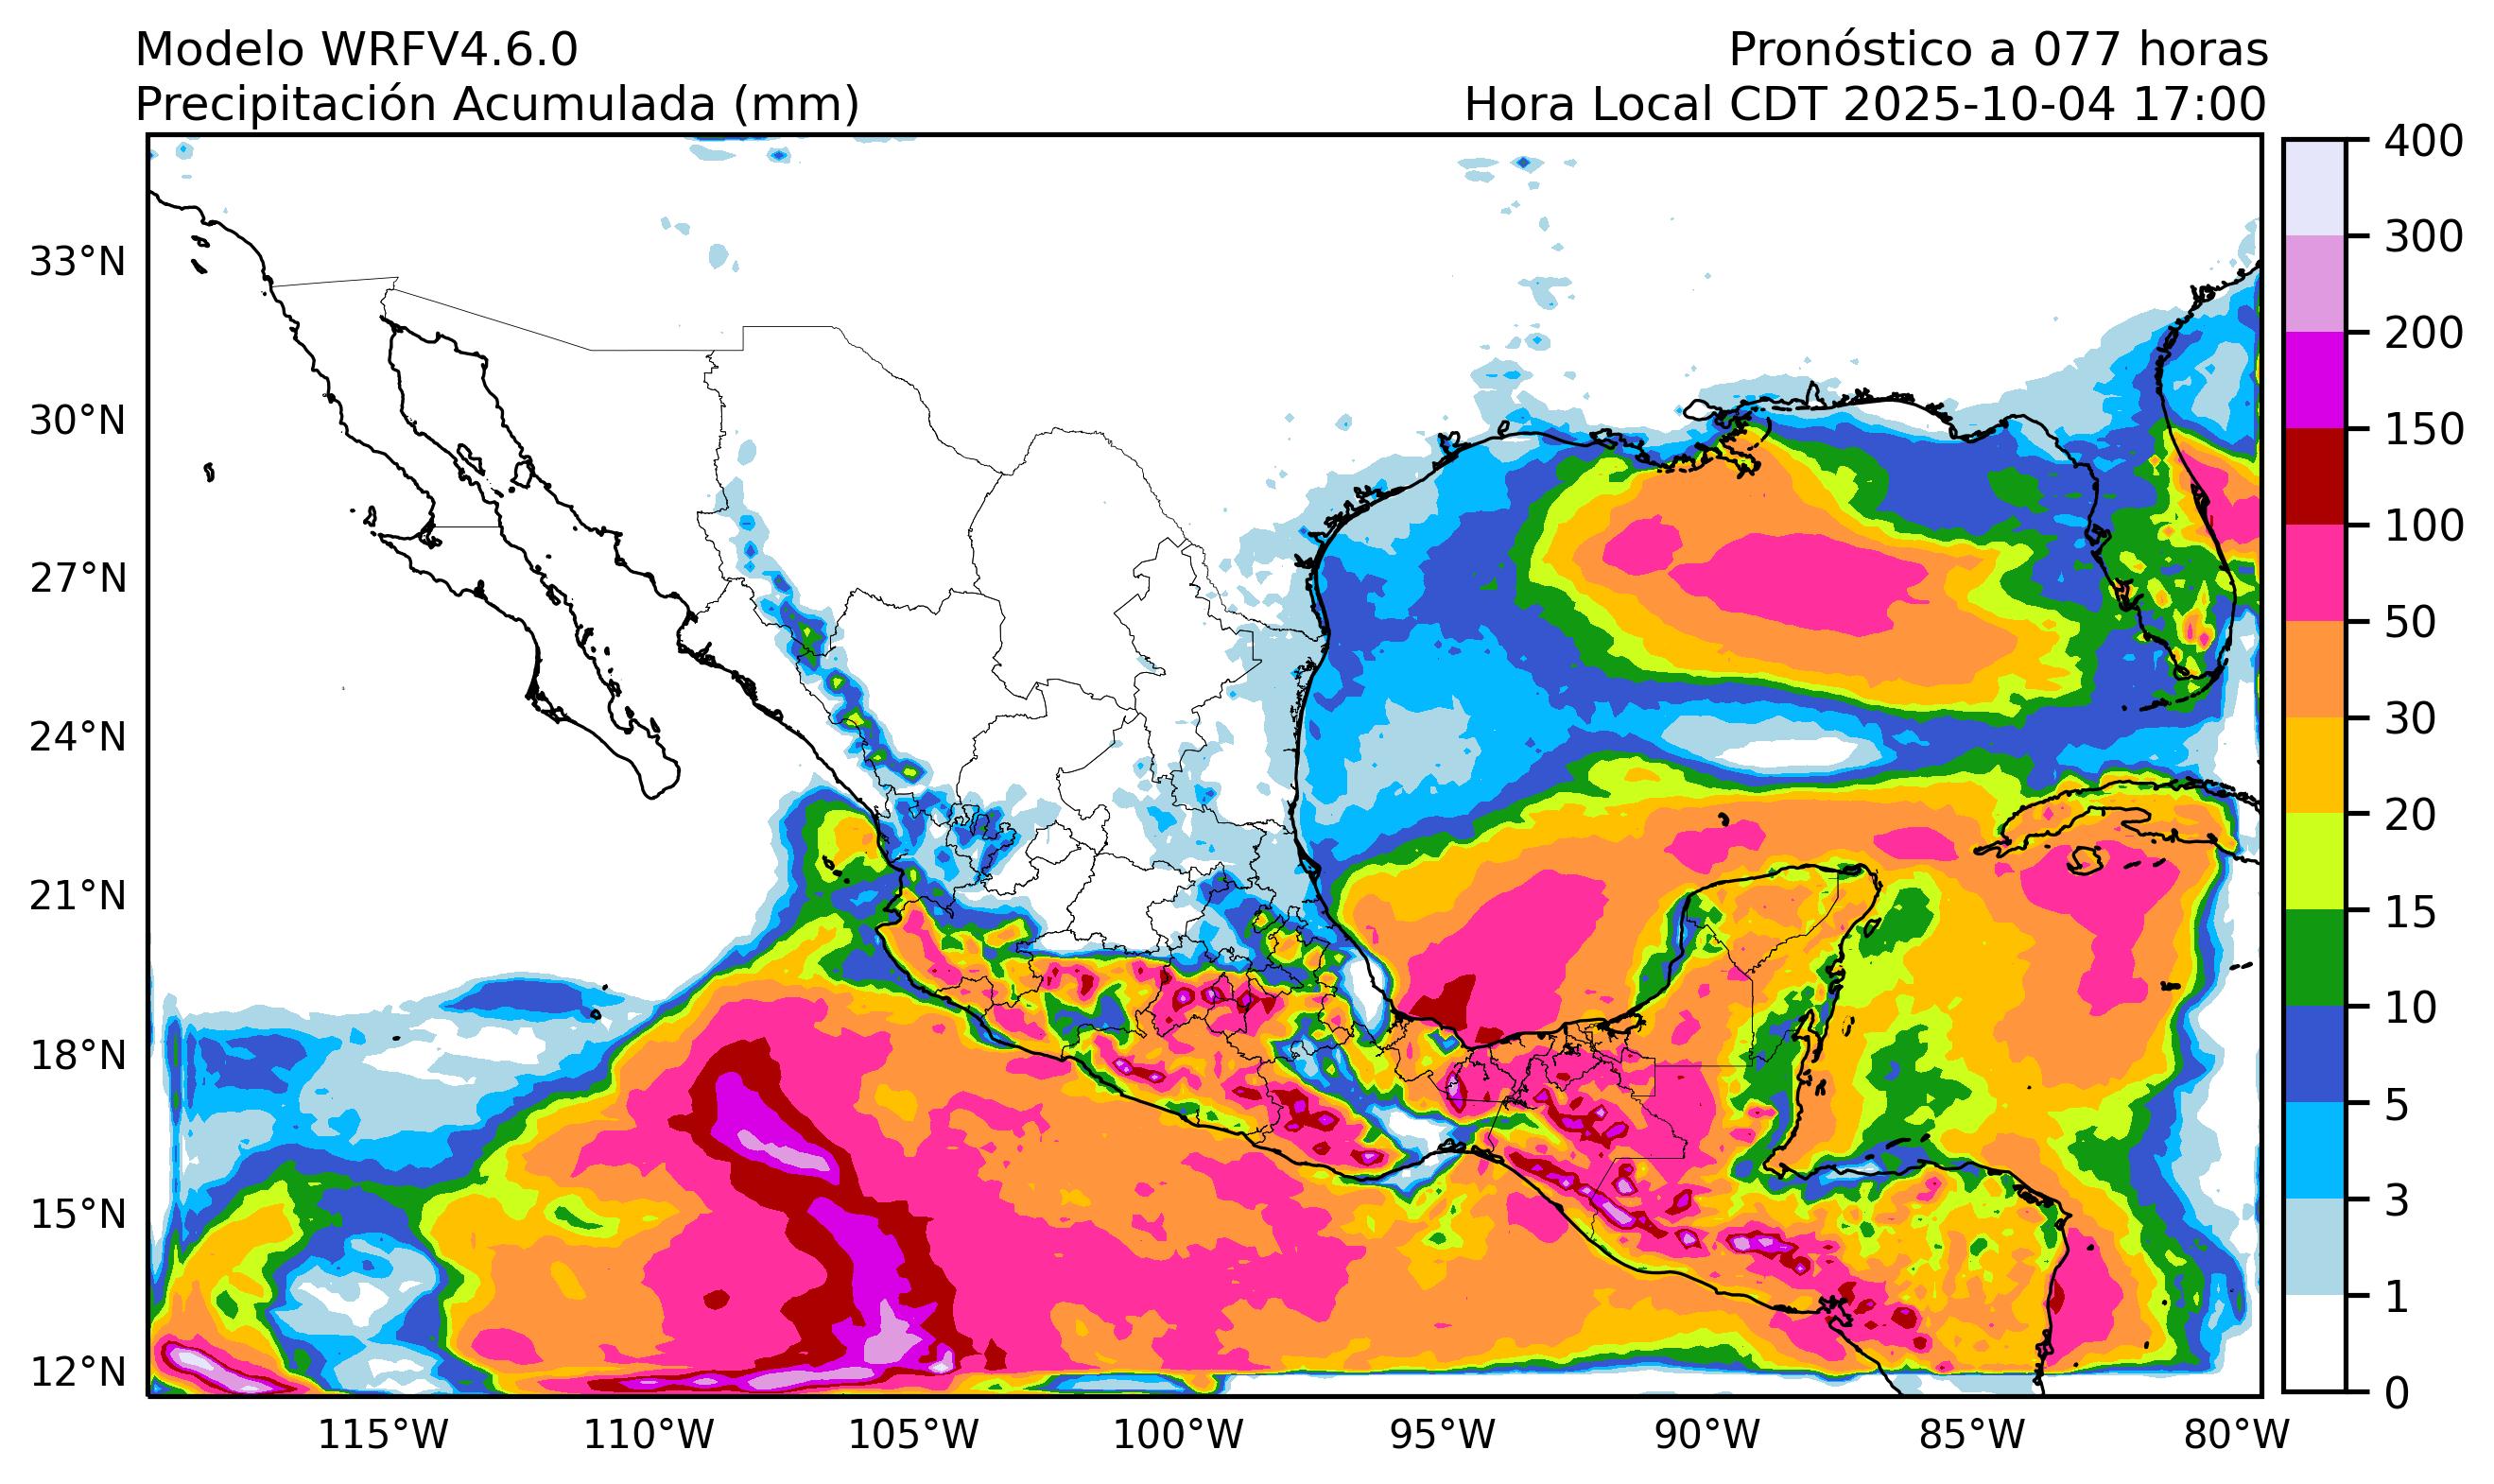 Modelo WRFV4.6.0
Pronóstico a 077 horas
Precipitación Acumulada (mm)
Hora Local CDT 2025-10-04 17:00
33°N
30°N
27°N
24°N
21°N
18°N
15°N
12°N
115°W
110°W
105°W
100°W
95°W
90°W
85°W
80°W
400
300
200
150
100
50
30
20
15
10
5
3
1
0